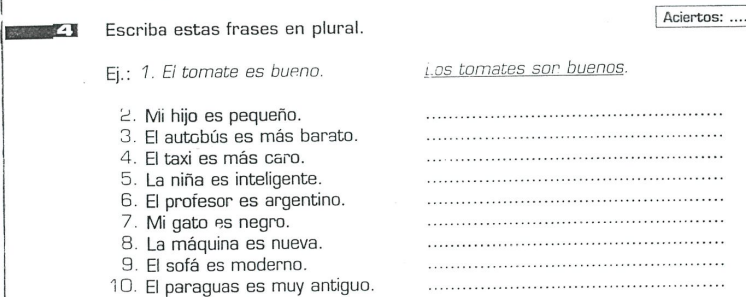 Aciertos: ....
4 Escriba estas frases en plural.
Ej.: 1. El tomate es bueno. Los tomates son buenos.
2. Mi hijo es pequeño. ................................................
3. El autobús es más barato. ................................................
4. El taxi es más caro. ................................................
5. La niña es inteligente. ................................................
6. El profesor es argentino. ................................................
7. Mi gato es negro. ................................................
8. La máquina es nueva. ................................................
9. El sofá es moderno. ................................................
10. El paraguas es muy antiguo. ................................................